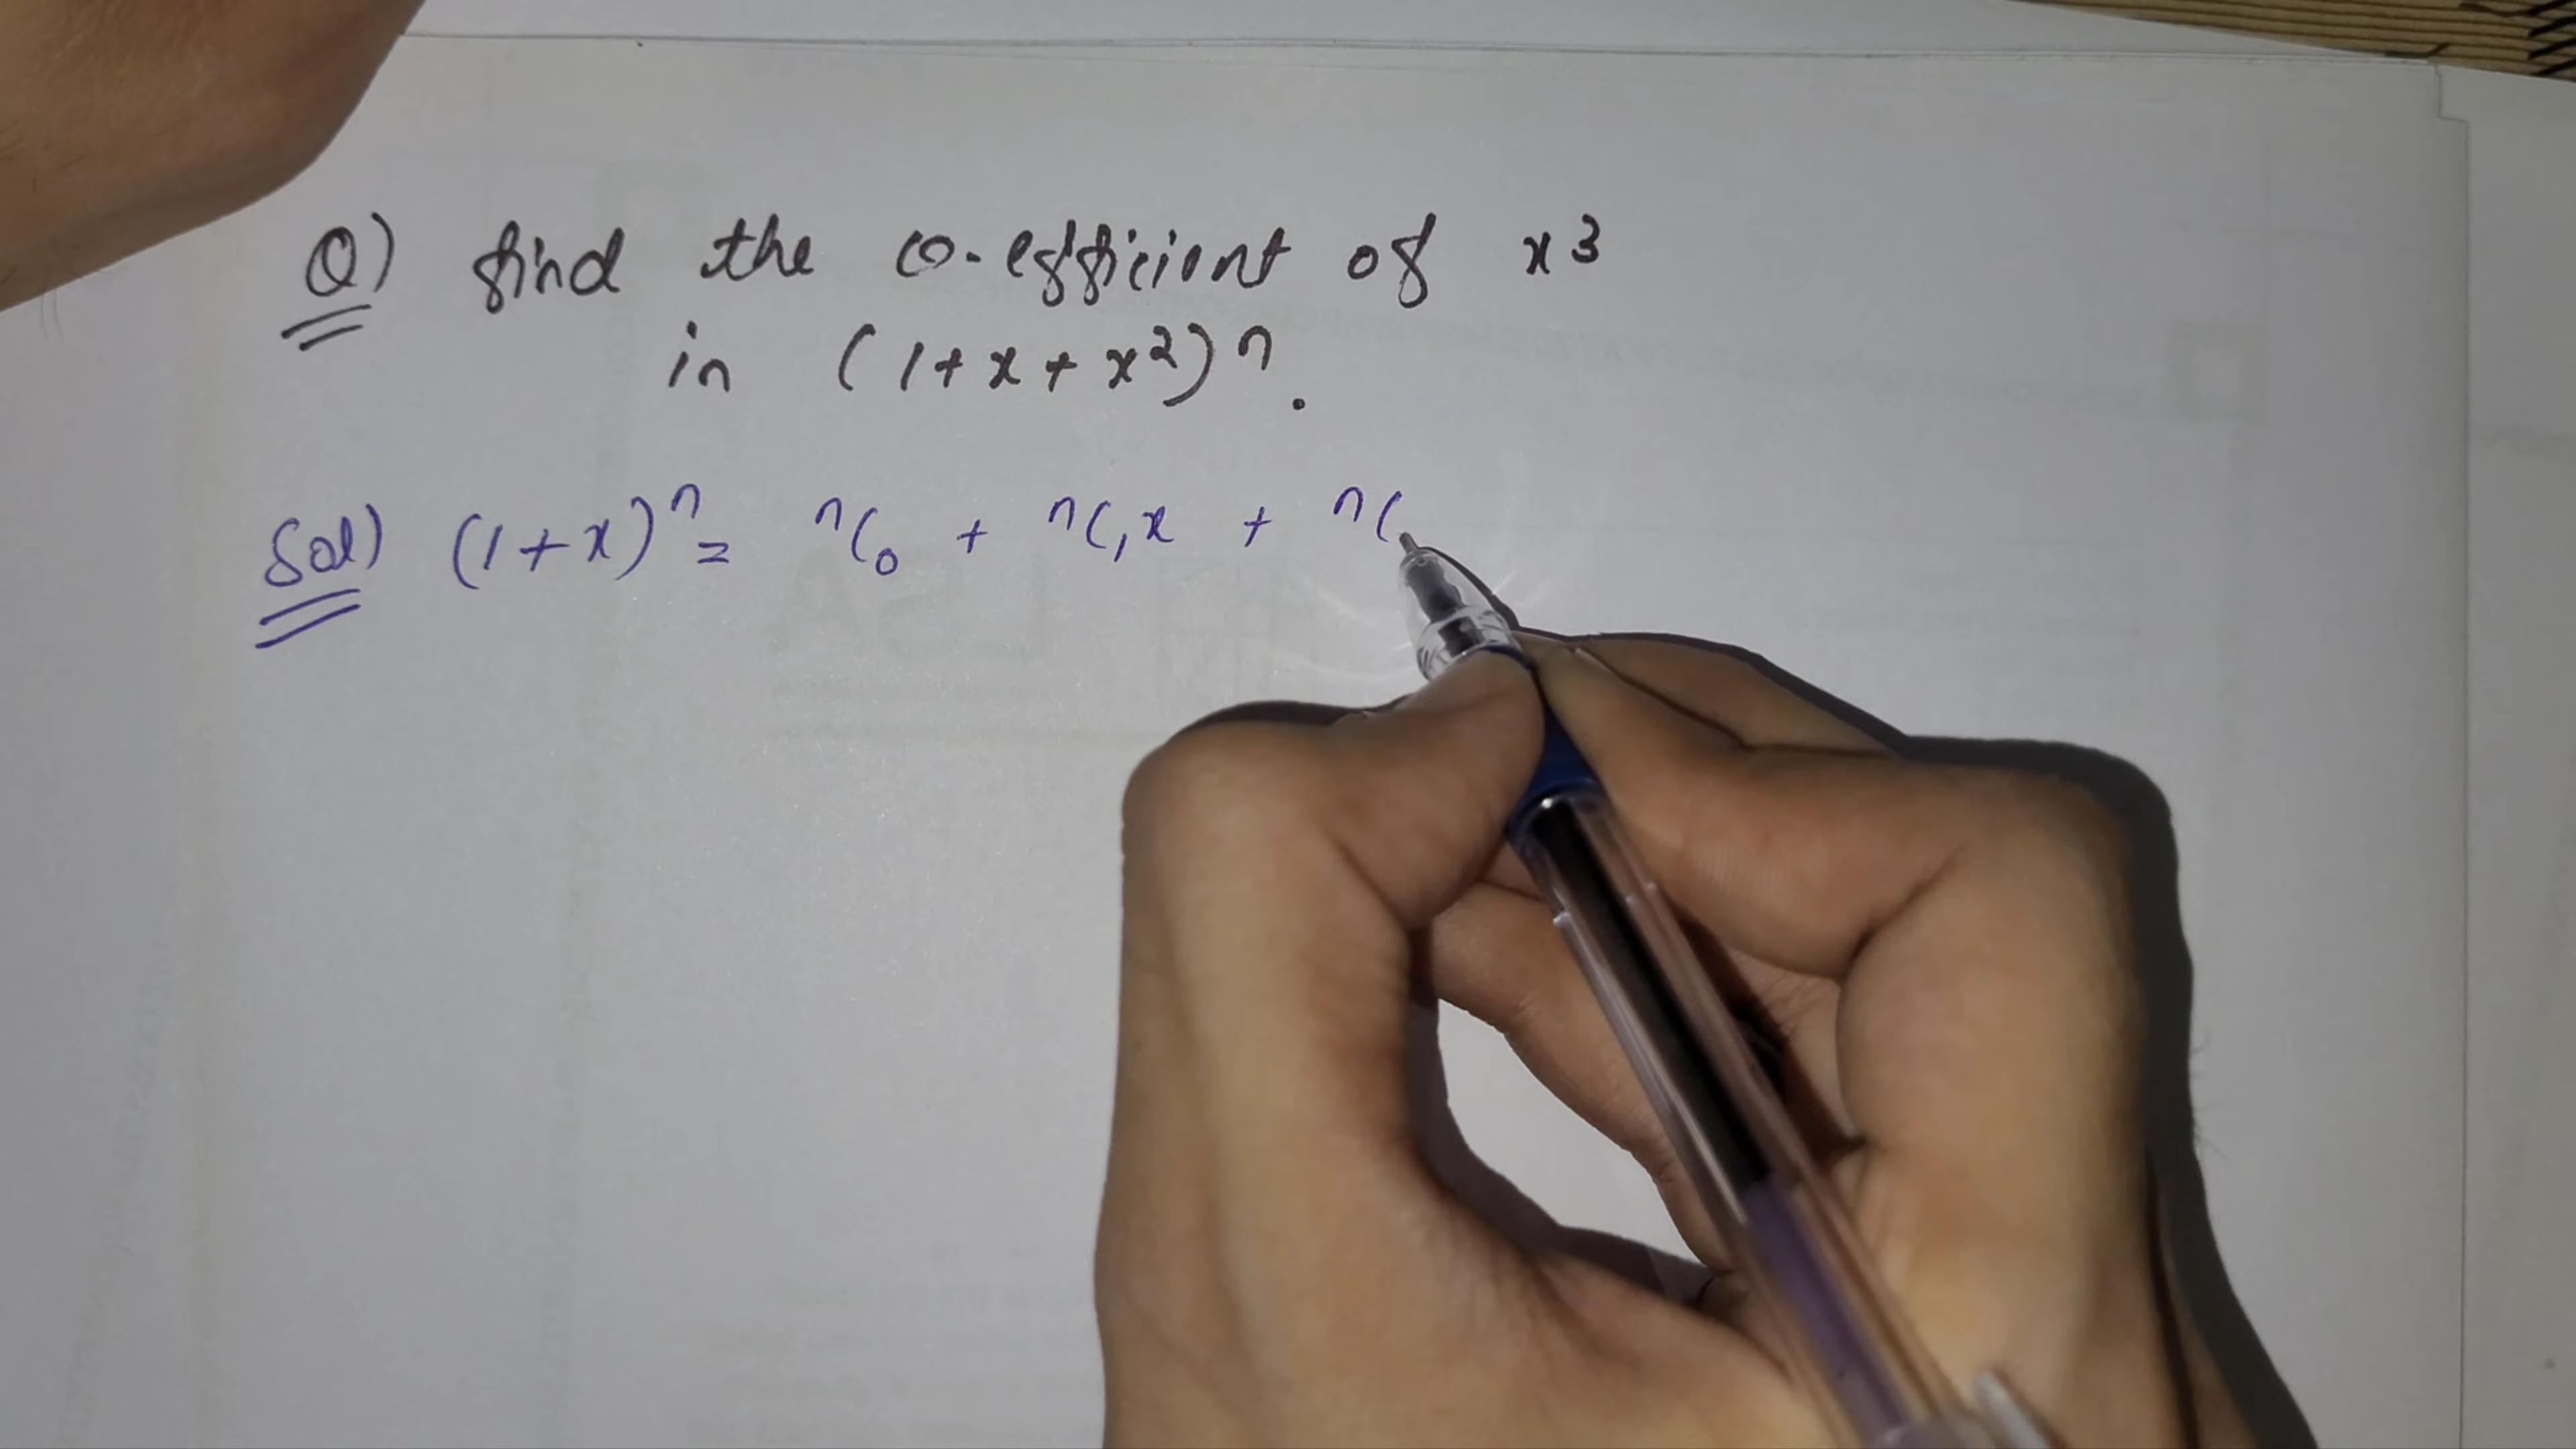 Q) find the co-efficient of x³
in (1+x+x²)ⁿ.
Sol) (1+x)ⁿ = ⁿC₀ + ⁿC₁x + ⁿC